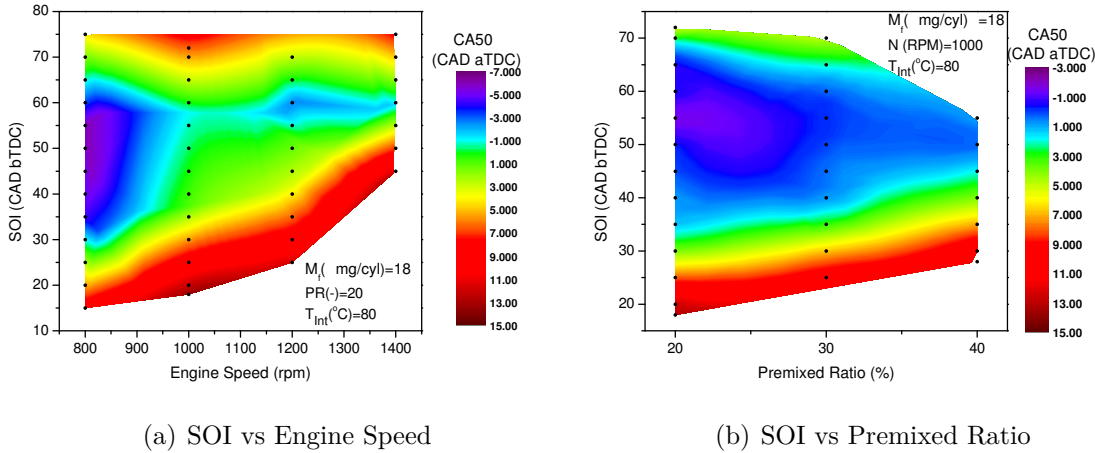 80
70
60
50
40
30
20
10
SOI (CAD bTDC)
800
900
1000
1100
1200
1300
1400
Engine Speed (rpm)
M_f( mg/cyl)=18
PR(-)=20
T_Int(°C)=80
CA50
(CAD aTDC)
-7.000
-5.000
-3.000
-1.000
1.000
3.000
5.000
7.000
9.000
11.00
13.00
15.00
(a) SOI vs Engine Speed
70
60
50
40
30
20
SOI (CAD bTDC)
20
30
40
Premixed Ratio (%)
M_f( mg/cyl) =18
N (RPM)=1000
T_Int(°C)=80
CA50
(CAD aTDC)
-3.000
-1.000
1.000
3.000
5.000
7.000
9.000
11.00
13.00
15.00
(b) SOI vs Premixed Ratio